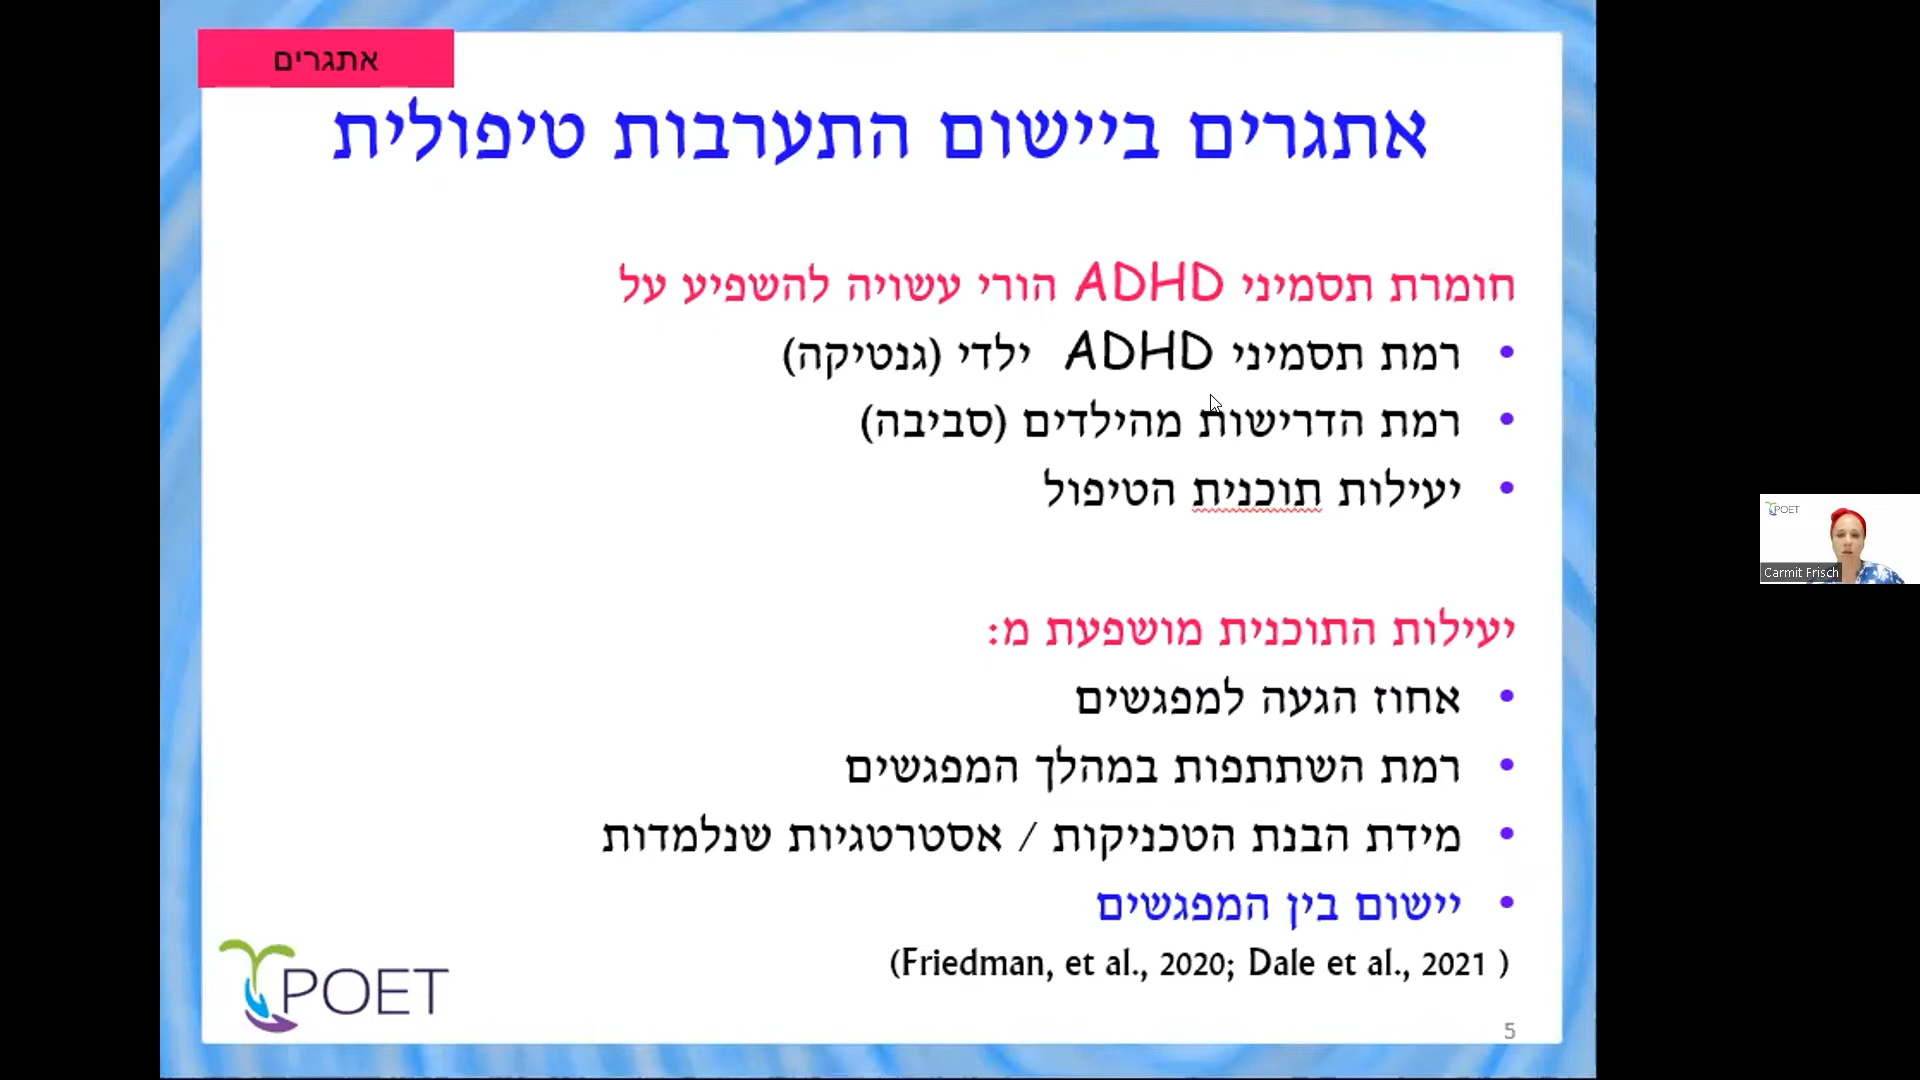 אתגרים
אתגרים ביישום התערבות טיפולית
חומרת תסמיני ADHD הורי עשויה להשפיע על
• רמת תסמיני ADHD ילדי (גנטיקה)
• רמת הדרישות מהילדים (סביבה)
• יעילות תוכנית הטיפול
יעילות התוכנית מושפעת מ:
• אחוז הגעה למפגשים
• רמת השתתפות במהלך המפגשים
• מידת הבנת הטכניקות / אסטרטגיות שנלמדות
• יישום בין המפגשים
(Friedman, et al., 2020; Dale et al., 2021 )
POET
5
POET
Carmit Frisch